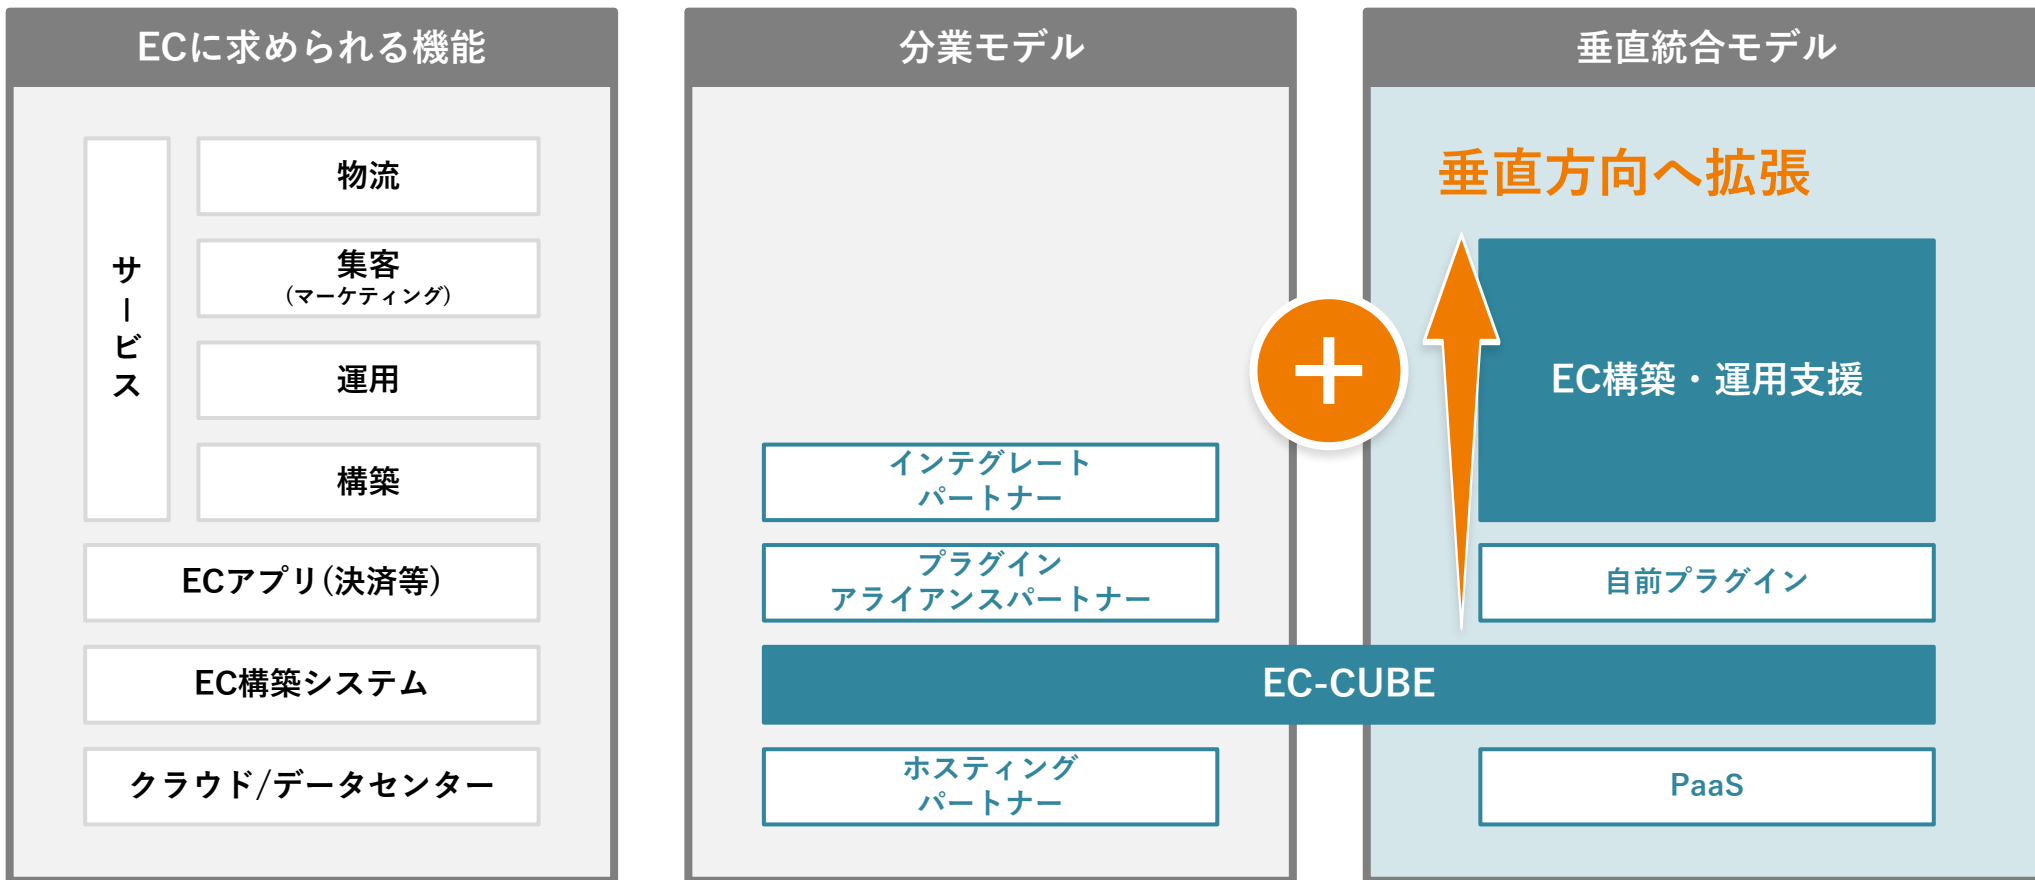 ECに求められる機能
サービス
物流
集客
(マーケティング)
運用
構築
ECアプリ(決済等)
EC構築システム
クラウド/データセンター
分業モデル
インテグレート
パートナー
プラグイン
アライアンスパートナー
EC-CUBE
ホスティング
パートナー
+
垂直統合モデル
垂直方向へ拡張
EC構築・運用支援
自前プラグイン
PaaS